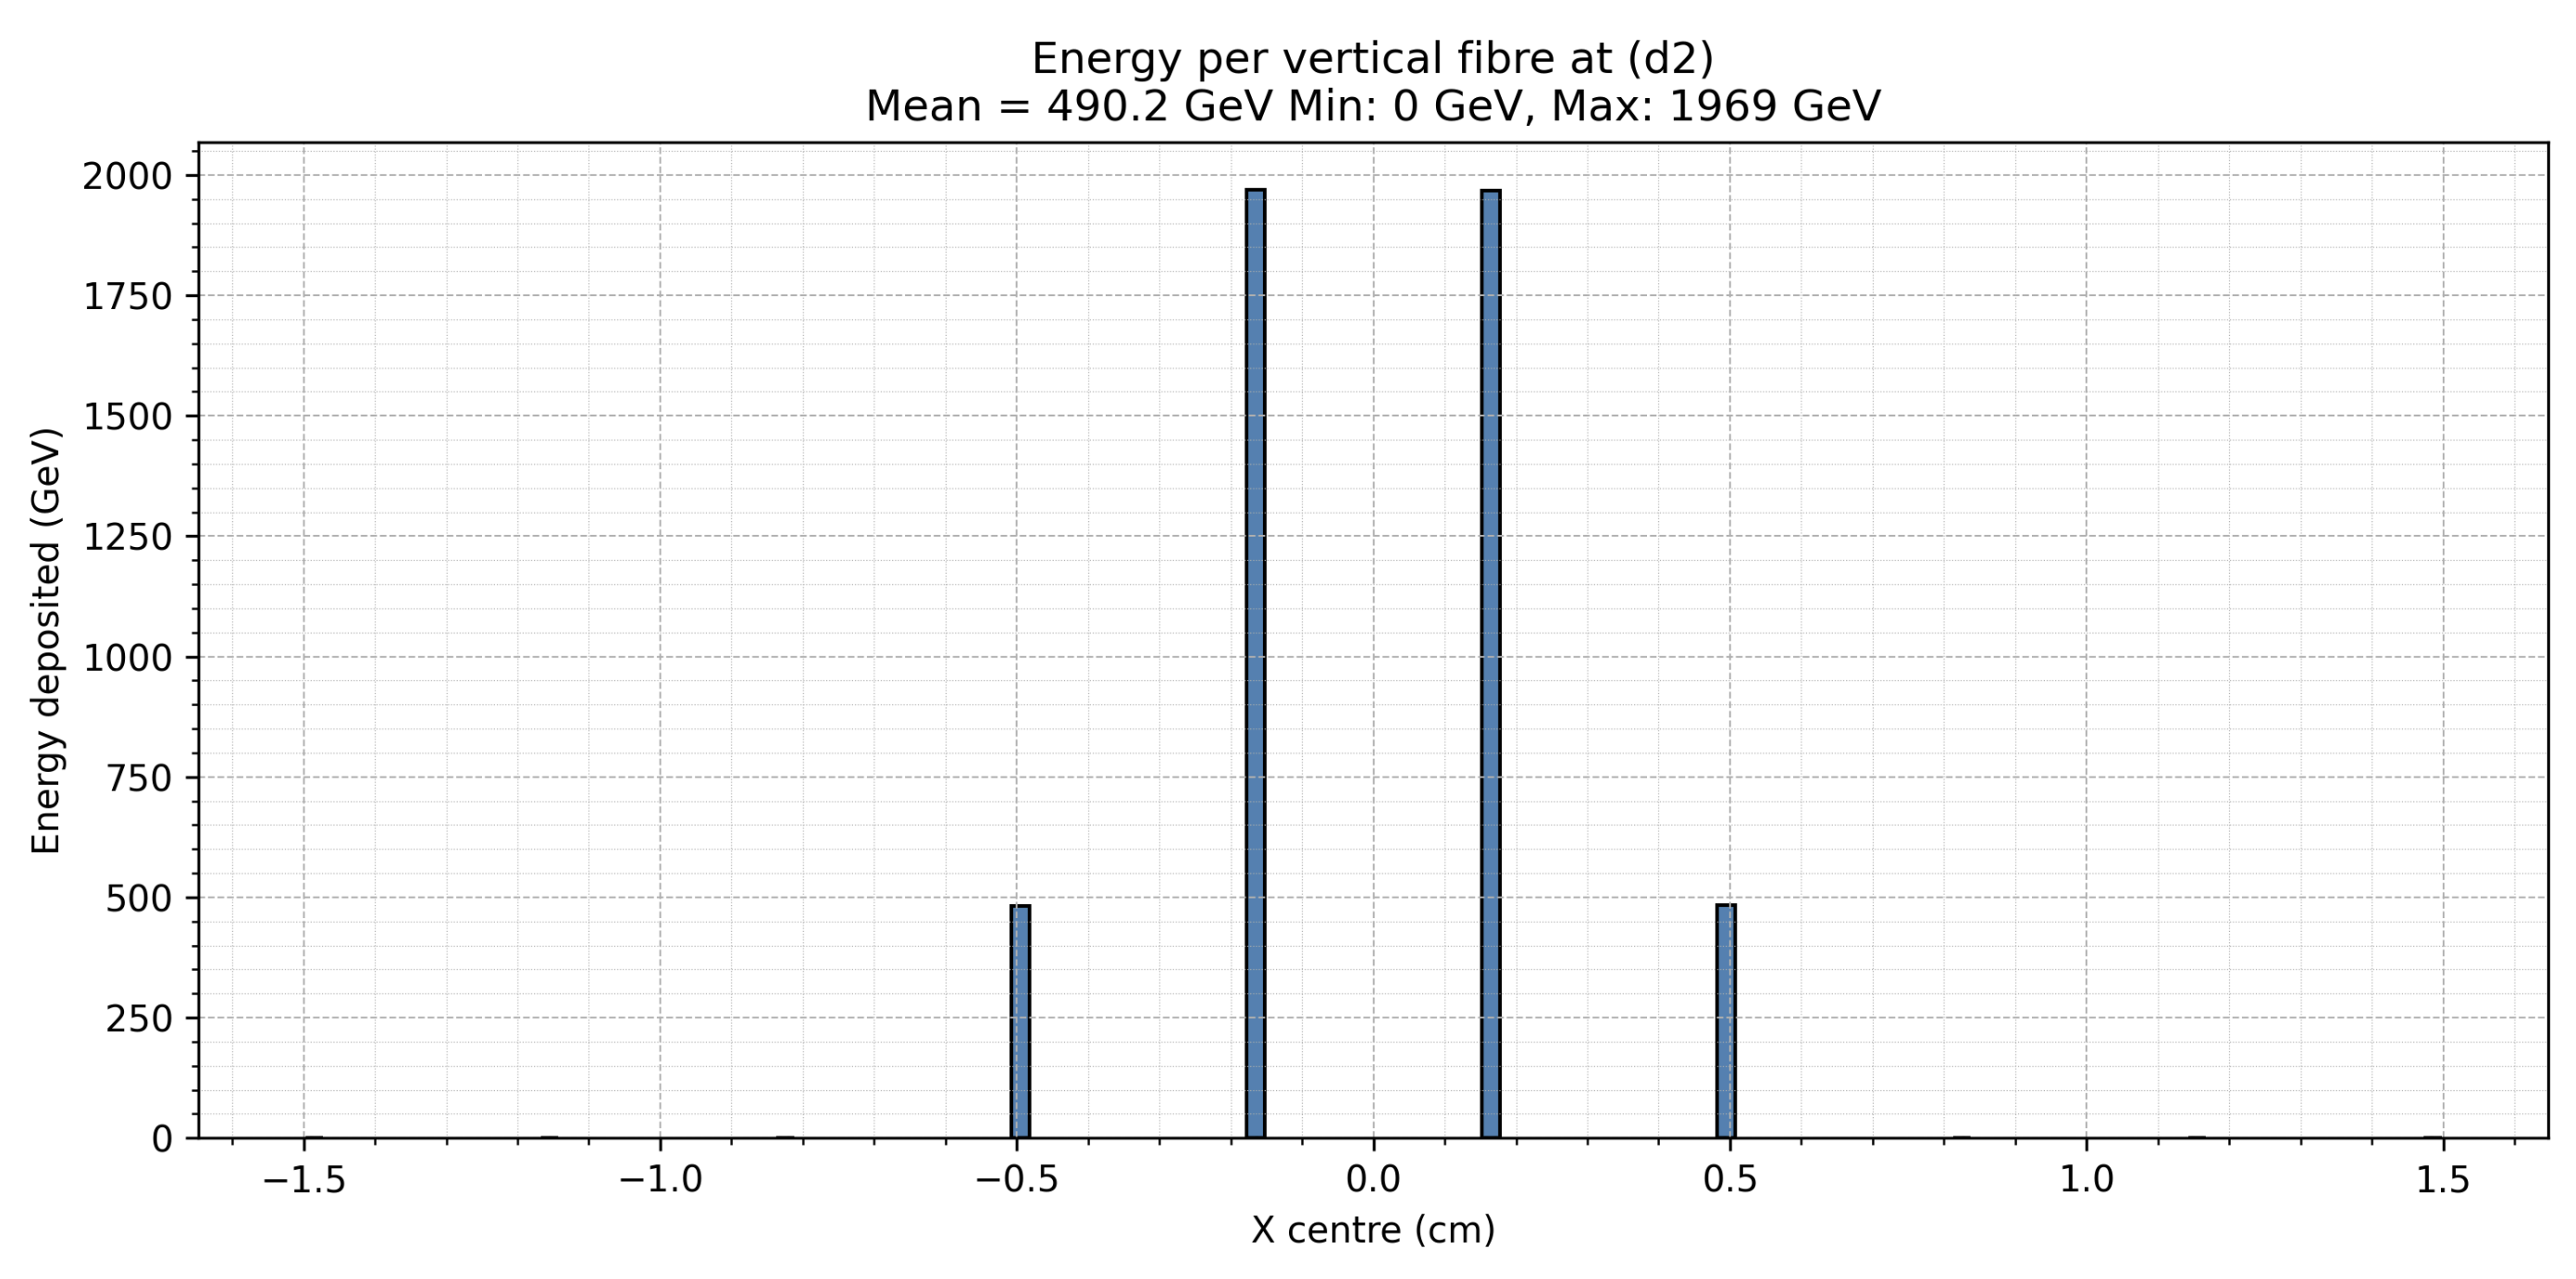 Energy per vertical fibre at (d2)
Mean = 490.2 GeV Min: 0 GeV, Max: 1969 GeV
Energy deposited (GeV)
2000
1750
1500
1250
1000
750
500
250
0
−1.5 −1.0 −0.5 0.0 0.5 1.0 1.5
X centre (cm)